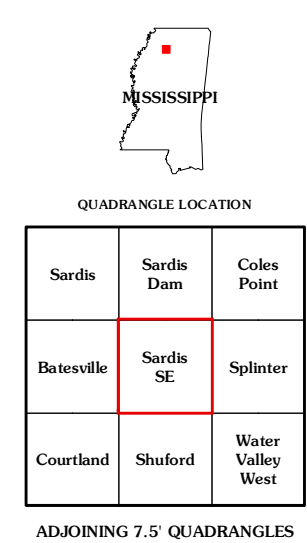 MISSISSIPPI
QUADRANGLE LOCATION
Sardis
Sardis
Dam
Coles
Point
Batesville
Sardis
SE
Splinter
Courtland
Shuford
Water
Valley
West
ADJOINING 7.5' QUADRANGLES